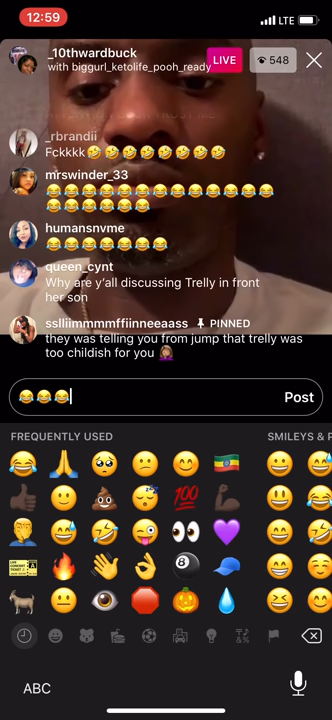 12:59
LTE
_10thwardbuck
with biggurl_ketolife_pooh_ready
LIVE
548
_rbrandii
Fckkkk🤣🤣🤣🤣🤣🤣🤣🤣
mrswinder_33
😂😂😂😂😂😂😂😂😂😂😂😂😂
😂😂😂😂😂😂
humansnvme
😂😂😂😂😂😂😂
queen_cynt
Why are y'all discussing Trelly in front
her son
sslliimmmmffiinneeaass PINNED
they was telling you from jump that trelly was
too childish for you 🤦🏽‍♀️
😂😂😂
Post
FREQUENTLY USED
SMILEYS & P
ABC